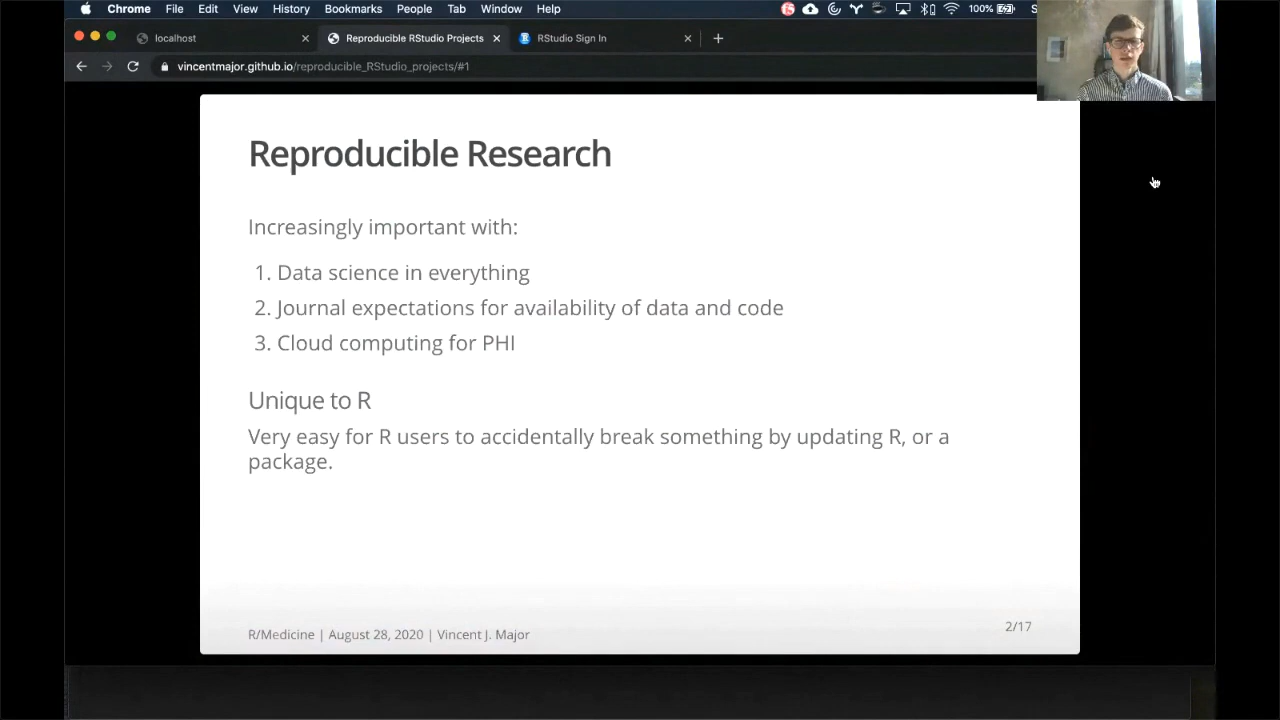 Chrome File Edit View History Bookmarks People Tab Window Help 100%
localhost
Reproducible RStudio Projects
RStudio Sign In
vincentmajor.github.io/reproducible_RStudio_projects/#1
Reproducible Research
Increasingly important with:
1. Data science in everything
2. Journal expectations for availability of data and code
3. Cloud computing for PHI
Unique to R
Very easy for R users to accidentally break something by updating R, or a
package.
R/Medicine | August 28, 2020 | Vincent J. Major
2/17